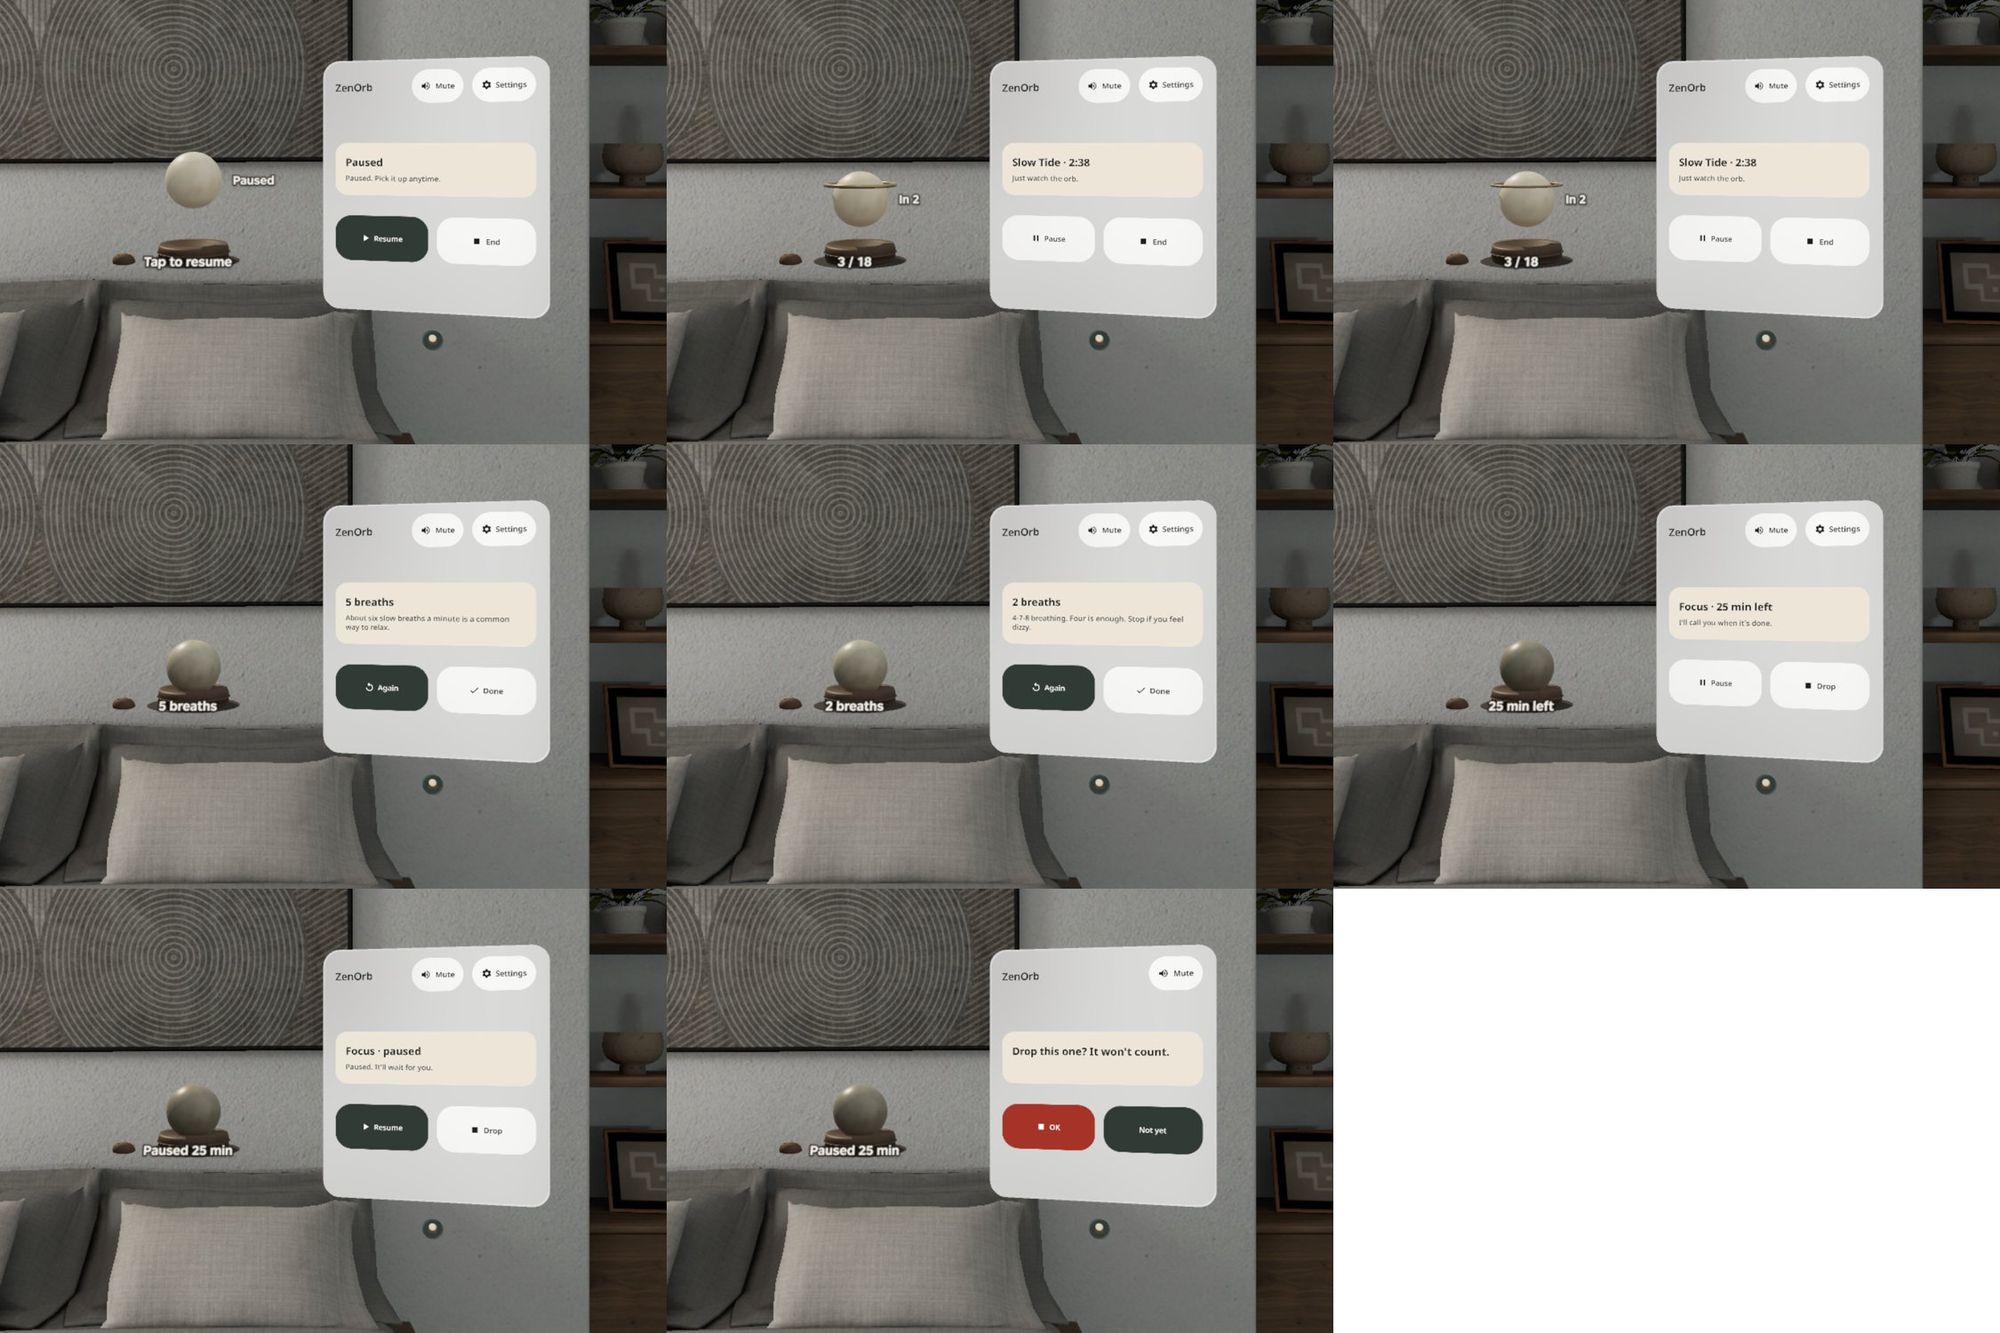 ZenOrb
Mute
Settings
Paused
Paused. Pick it up anytime.
Paused
Resume
End
Tap to resume
ZenOrb
Mute
Settings
Slow Tide · 2:38
Just watch the orb.
In 2
Pause
End
3 / 18
ZenOrb
Mute
Settings
Slow Tide · 2:38
Just watch the orb.
In 2
Pause
End
3 / 18
ZenOrb
Mute
Settings
5 breaths
About six slow breaths a minute is a common
way to relax.
Again
Done
5 breaths
ZenOrb
Mute
Settings
2 breaths
4-7-8 breathing. Four is enough. Stop if you feel
dizzy.
Again
Done
2 breaths
ZenOrb
Mute
Settings
Focus · 25 min left
I'll call you when it's done.
Pause
Drop
25 min left
ZenOrb
Mute
Settings
Focus · paused
Paused. It'll wait for you.
Resume
Drop
Paused 25 min
ZenOrb
Mute
Drop this one? It won't count.
OK
Not yet
Paused 25 min